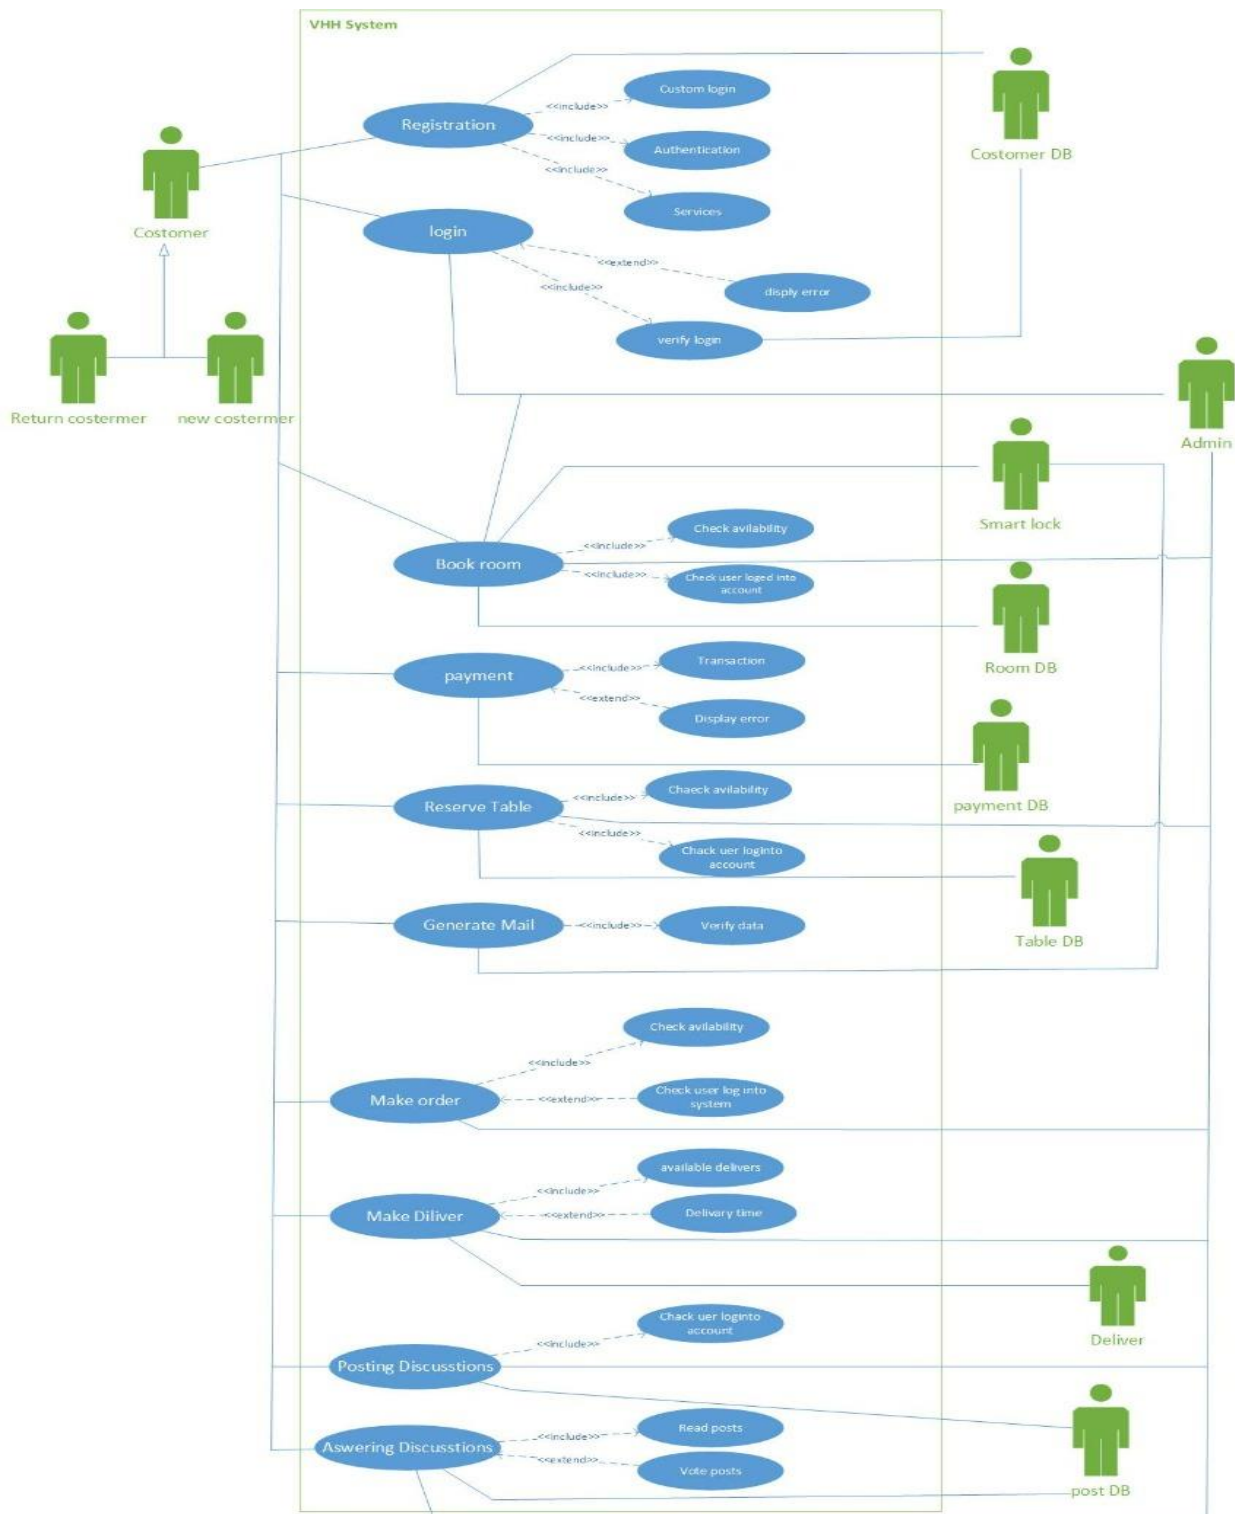 VHH System
Custom login
<<include>>
Registration
<<include>>
Authentication
Costomer DB
<<include>>
Services
Costomer
login
<<extend>>
<<include>>
disply error
verify login
Return costermer
new costermer
Admin
Smart lock
Check avilability
<<include>>
Book room
<<include>>
Check user loged into
account
Room DB
Transaction
<<include>>
payment
<<extend>>
Display error
payment DB
Chaeck avilability
<<include>>
Reserve Table
<<include>>
Chack uer loginto
account
Generate Mail
<<include>>
Verify data
Table DB
Check avilability
<<include>>
Make order
<<extend>>
Check user log into
system
available delivers
<<include>>
Make Diliver
<<extend>>
Delivary time
Deliver
Chack uer loginto
account
<<include>>
Posting Discusstions
Read posts
<<include>>
Aswering Discusstions
<<extend>>
Vote posts
post DB